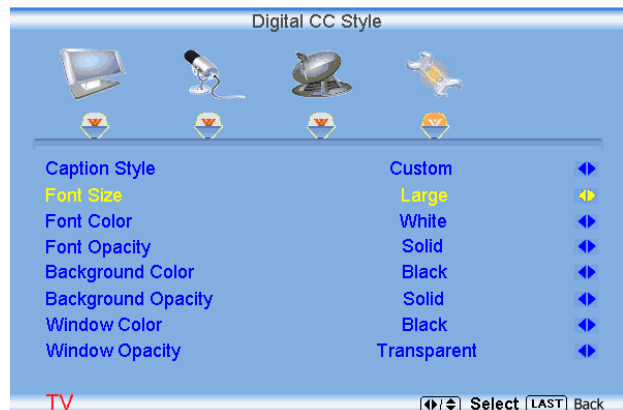 Digital CC Style
Caption Style Custom
Font Size Large
Font Color White
Font Opacity Solid
Background Color Black
Background Opacity Solid
Window Color Black
Window Opacity Transparent
TV Select LAST Back